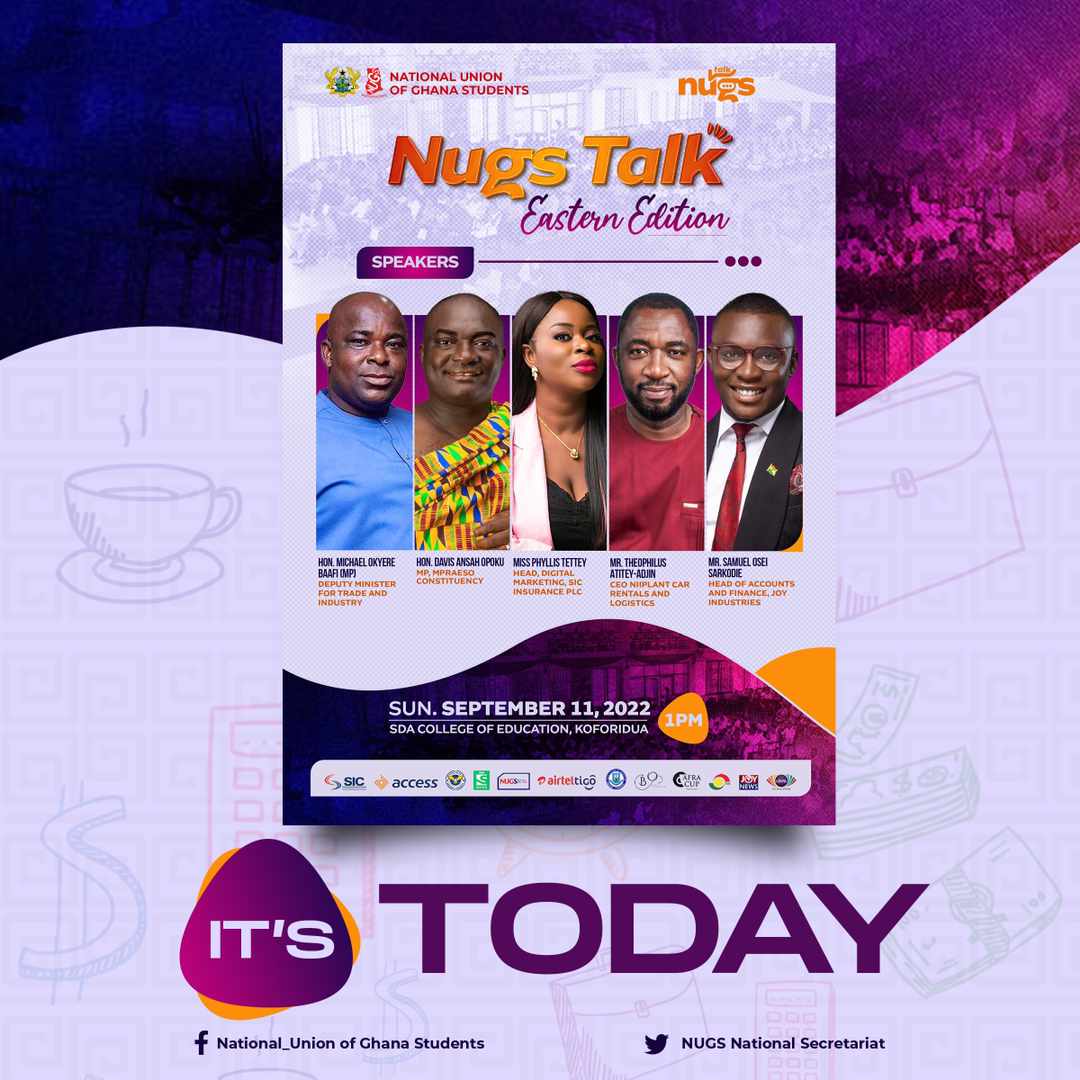 NATIONAL UNION
OF GHANA STUDENTS
talk
nugs
Nugs Talk
Eastern Edition
SPEAKERS
HON. MICHAEL OKYERE
BAAFI (MP)
DEPUTY MINISTER
FOR TRADE AND
INDUSTRY
HON. DAVIS ANSAH OPOKU
MP, MPRAESO
CONSTITUENCY
MISS PHYLLIS TETTEY
HEAD, DIGITAL
MARKETING, SIC
INSURANCE PLC
MR. THEOPHILUS
ATITEY-ADJIN
CEO NIIPLANT CAR
RENTALS AND
LOGISTICS
MR. SAMUEL OSEI
SARKODIE
HEAD OF ACCOUNTS
AND FINANCE, JOY
INDUSTRIES
SUN. SEPTEMBER 11, 2022
SDA COLLEGE OF EDUCATION, KOFORIDUA
1PM
SIC
access
NUGS
airteltigo
AFRA
CUP
JOY
NEWS
IT'S
TODAY
National_Union of Ghana Students
NUGS National Secretariat